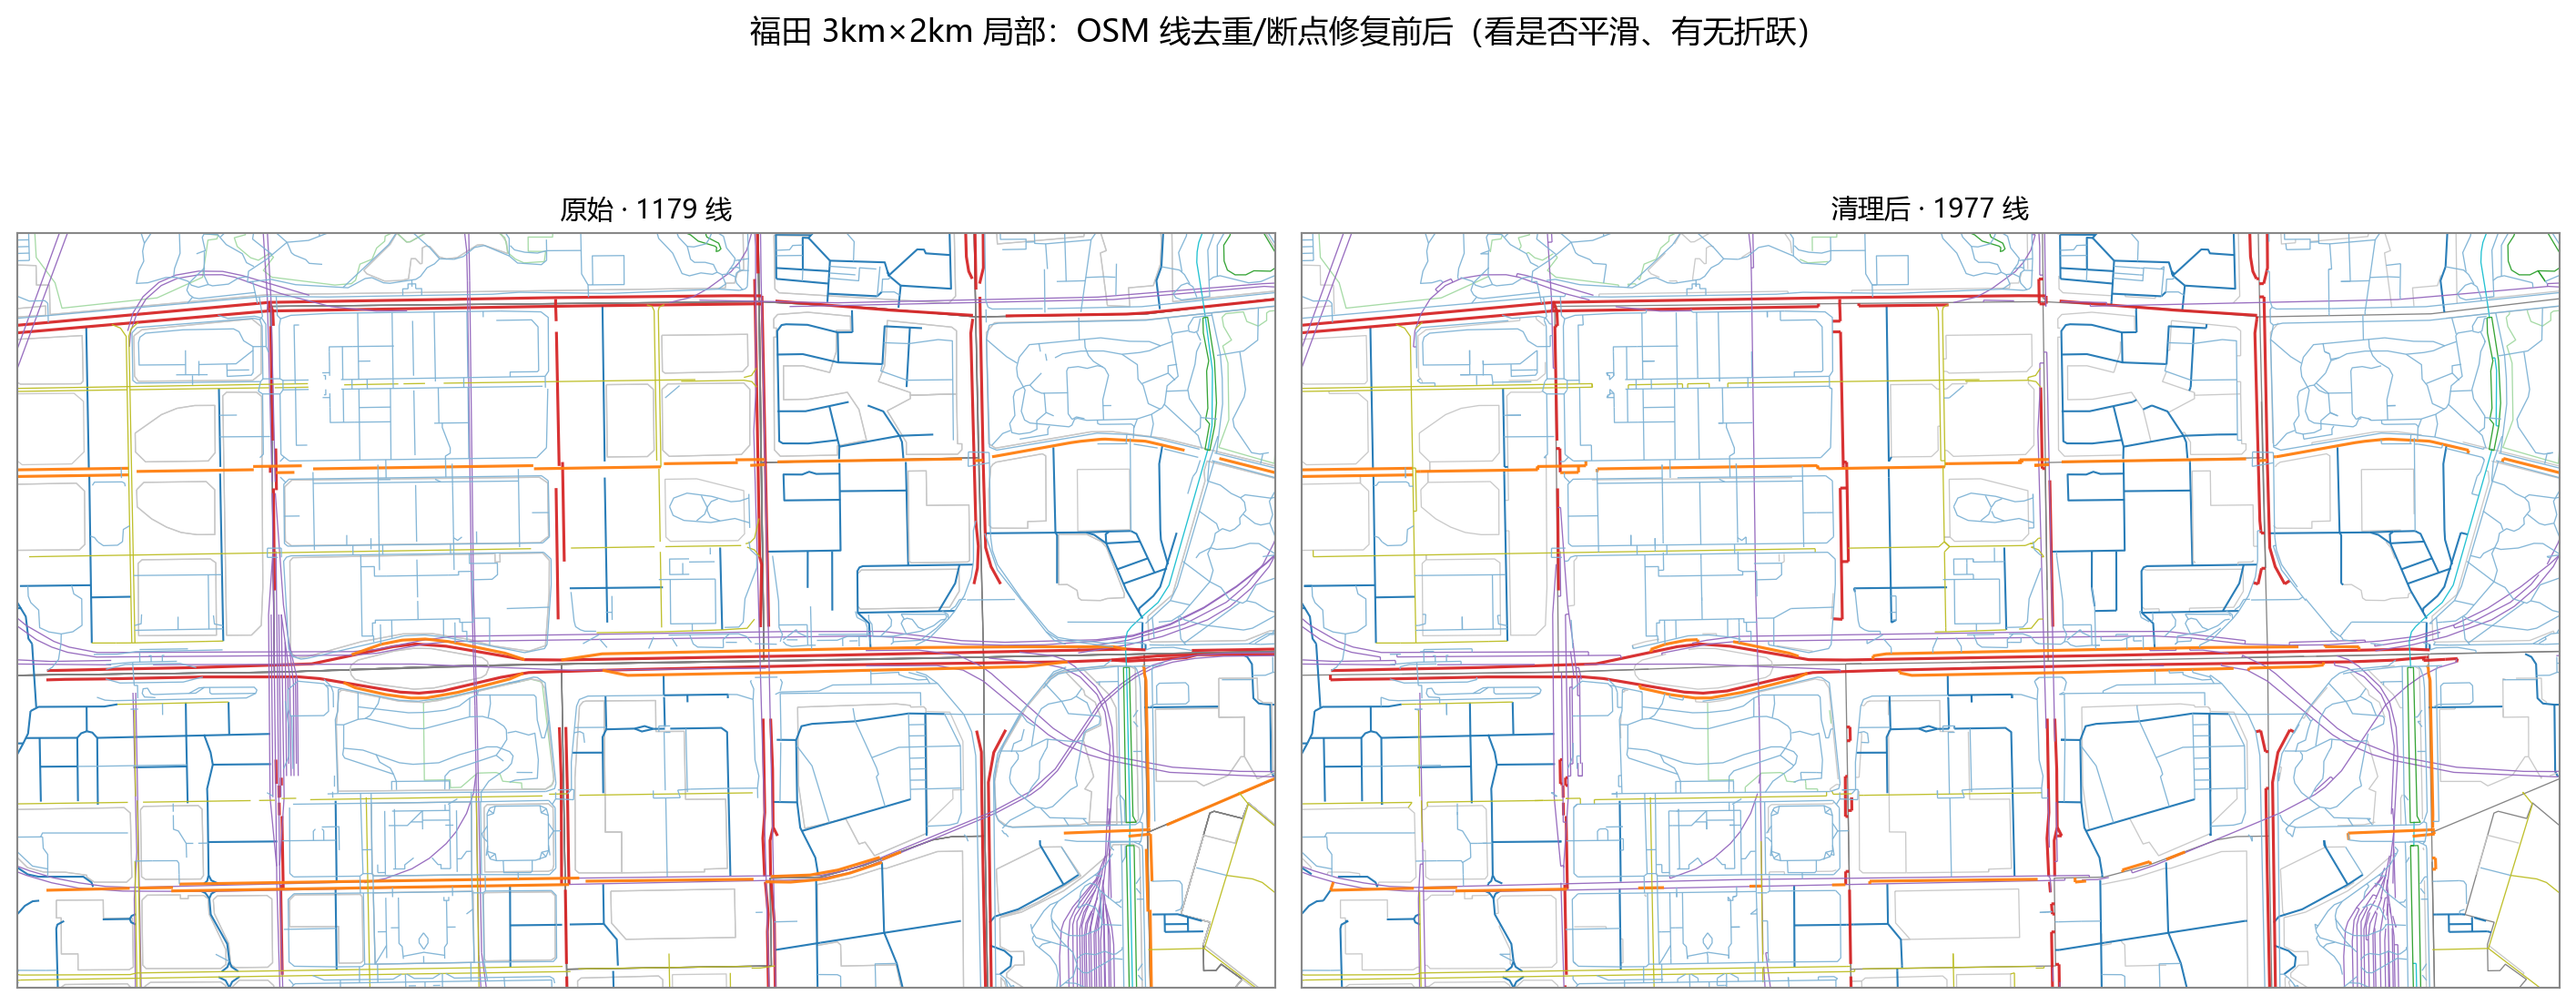 福田 3km×2km 局部：OSM 线去重/断点修复前后（看是否平滑、有无折跃）
原始 · 1179 线
清理后 · 1977 线